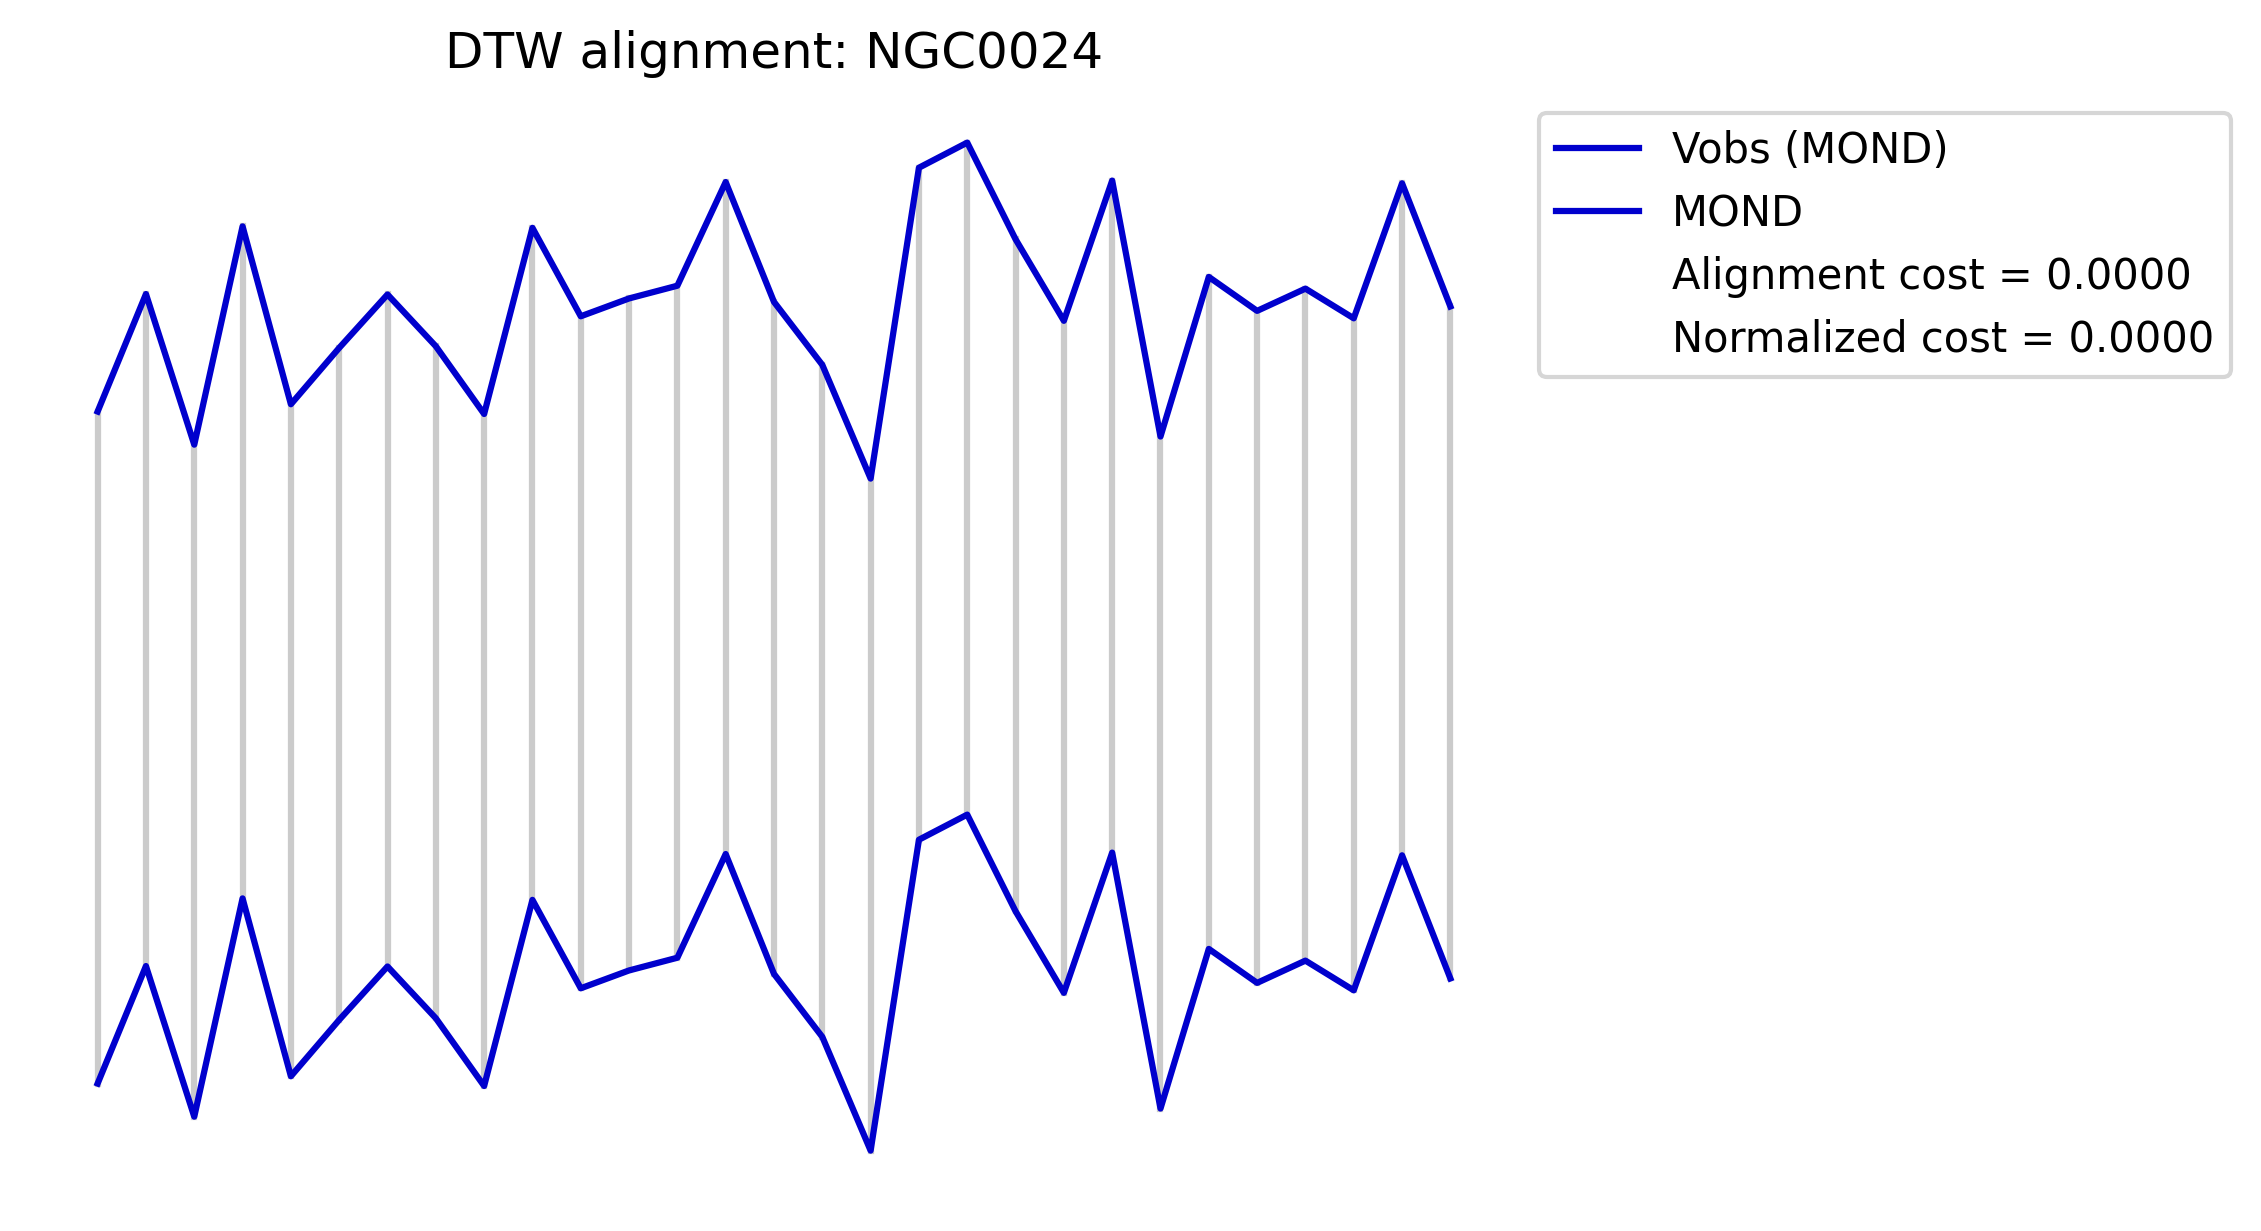 DTW alignment: NGC0024
Vobs (MOND)
MOND
Alignment cost = 0.0000
Normalized cost = 0.0000